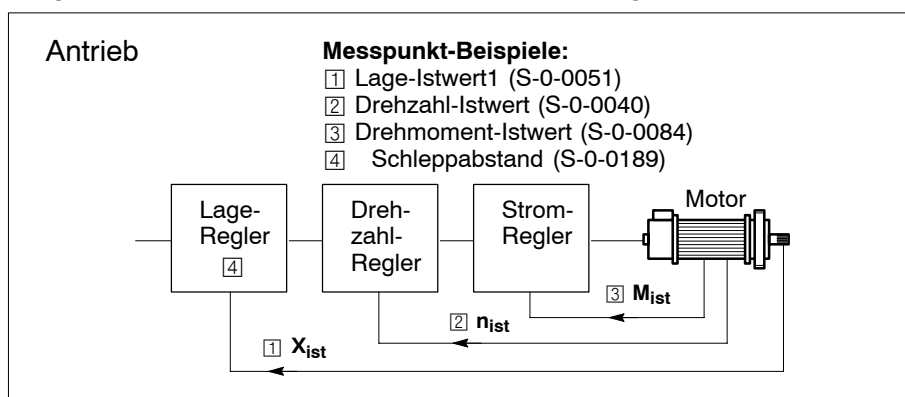 Antrieb
Messpunkt-Beispiele:
1 Lage-Istwert1 (S-0-0051)
2 Drehzahl-Istwert (S-0-0040)
3 Drehmoment-Istwert (S-0-0084)
4 Schleppabstand (S-0-0189)
Lage-
Regler
4
Dreh-
zahl-
Regler
Strom-
Regler
Motor
3 Mist
2 nist
1 Xist